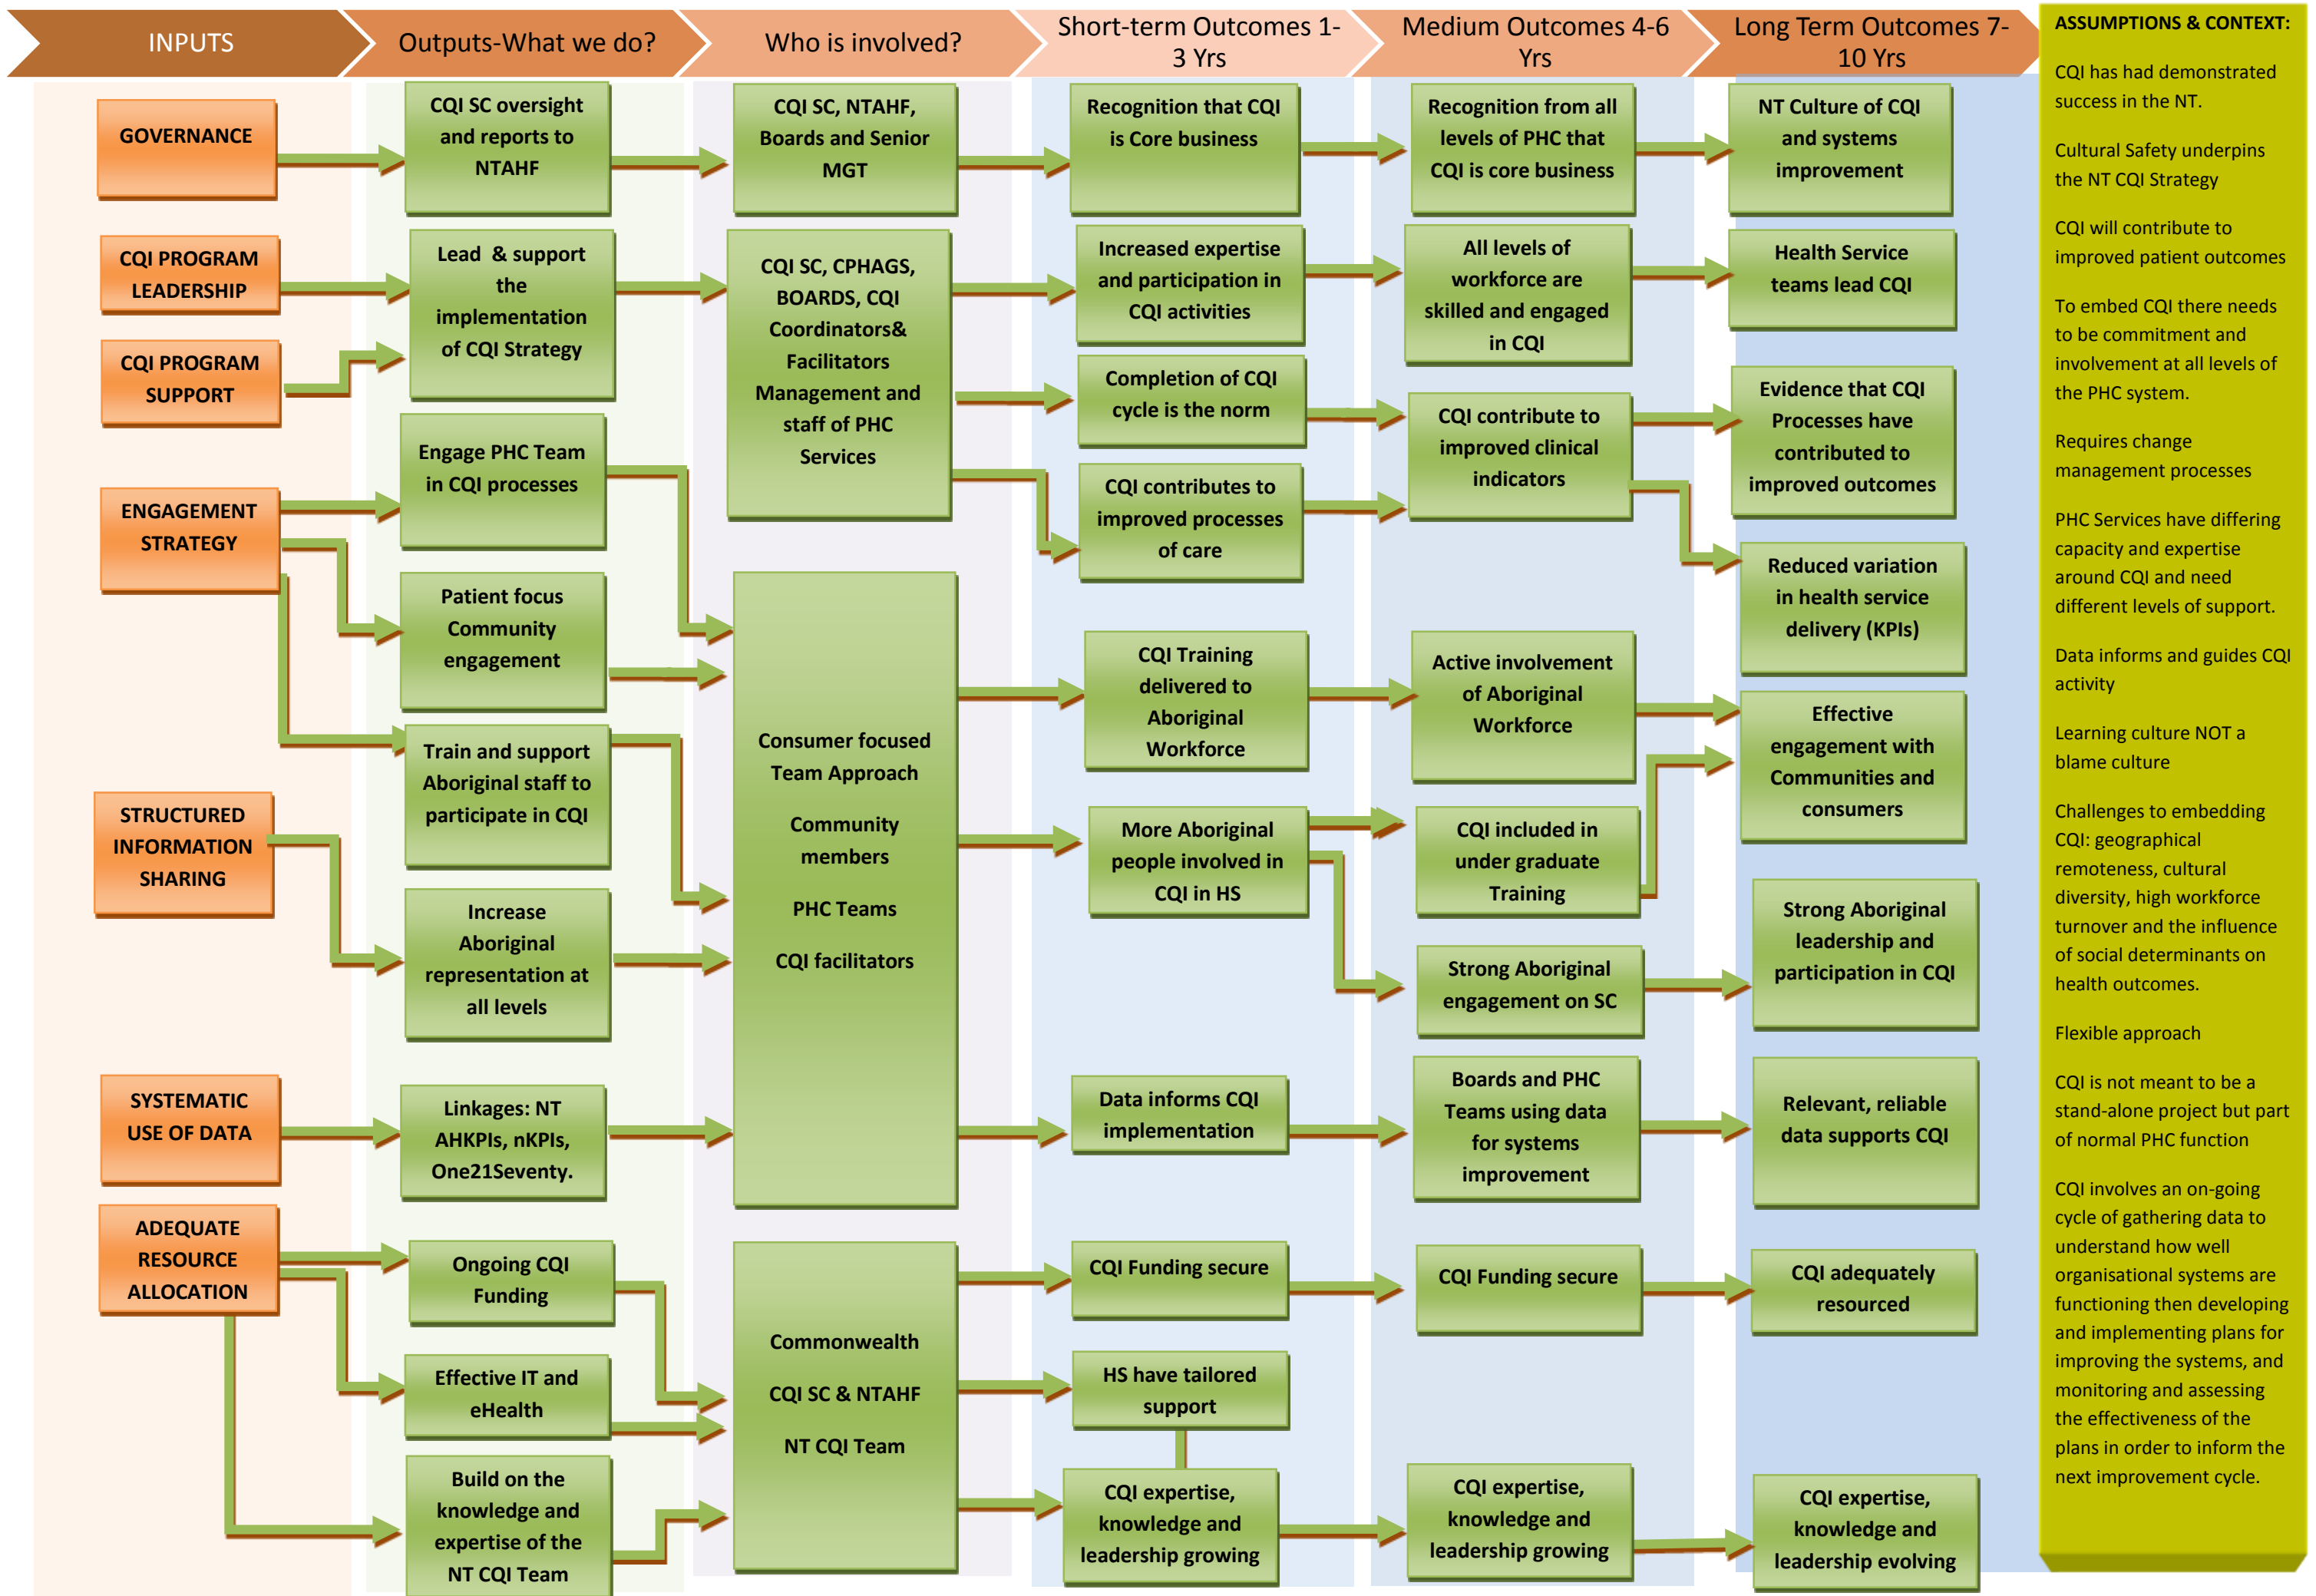 INPUTS
Outputs-What we do?
Who is involved?
Short-term Outcomes 1-
3 Yrs
Medium Outcomes 4-6
Yrs
Long Term Outcomes 7-
10 Yrs
GOVERNANCE
CQI PROGRAM
LEADERSHIP
CQI PROGRAM
SUPPORT
ENGAGEMENT
STRATEGY
STRUCTURED
INFORMATION
SHARING
SYSTEMATIC
USE OF DATA
ADEQUATE
RESOURCE
ALLOCATION
CQI SC oversight
and reports to
NTAHF
Lead & support
the
implementation
of CQI Strategy
Engage PHC Team
in CQI processes
Patient focus
Community
engagement
Train and support
Aboriginal staff to
participate in CQI
Increase
Aboriginal
representation at
all levels
Linkages: NT
AHKPIs, nKPIs,
One21Seventy.
Ongoing CQI
Funding
Effective IT and
eHealth
Build on the
knowledge and
expertise of the
NT CQI Team
CQI SC, NTAHF,
Boards and Senior
MGT
CQI SC, CPHAGS,
BOARDS, CQI
Coordinators&
Facilitators
Management and
staff of PHC
Services
Consumer focused
Team Approach
Community
members
PHC Teams
CQI facilitators
Commonwealth
CQI SC & NTAHF
NT CQI Team
Recognition that CQI
is Core business
Increased expertise
and participation in
CQI activities
Completion of CQI
cycle is the norm
CQI contributes to
improved processes
of care
CQI Training
delivered to
Aboriginal
Workforce
More Aboriginal
people involved in
CQI in HS
Data informs CQI
implementation
CQI Funding secure
HS have tailored
support
CQI expertise,
knowledge and
leadership growing
Recognition from all
levels of PHC that
CQI is core business
All levels of
workforce are
skilled and engaged
in CQI
CQI contribute to
improved clinical
indicators
Active involvement
of Aboriginal
Workforce
CQI included in
under graduate
Training
Strong Aboriginal
engagement on SC
Boards and PHC
Teams using data
for systems
improvement
CQI Funding secure
CQI expertise,
knowledge and
leadership growing
NT Culture of CQI
and systems
improvement
Health Service
teams lead CQI
Evidence that CQI
Processes have
contributed to
improved outcomes
Reduced variation
in health service
delivery (KPIs)
Effective
engagement with
Communities and
consumers
Strong Aboriginal
leadership and
participation in CQI
Relevant, reliable
data supports CQI
CQI adequately
resourced
CQI expertise,
knowledge and
leadership evolving
ASSUMPTIONS & CONTEXT:
CQI has had demonstrated
success in the NT.
Cultural Safety underpins
the NT CQI Strategy
CQI will contribute to
improved patient outcomes
To embed CQI there needs
to be commitment and
involvement at all levels of
the PHC system.
Requires change
management processes
PHC Services have differing
capacity and expertise
around CQI and need
different levels of support.
Data informs and guides CQI
activity
Learning culture NOT a
blame culture
Challenges to embedding
CQI: geographical
remoteness, cultural
diversity, high workforce
turnover and the influence
of social determinants on
health outcomes.
Flexible approach
CQI is not meant to be a
stand-alone project but part
of normal PHC function
CQI involves an on-going
cycle of gathering data to
understand how well
organisational systems are
functioning then developing
and implementing plans for
improving the systems, and
monitoring and assessing
the effectiveness of the
plans in order to inform the
next improvement cycle.